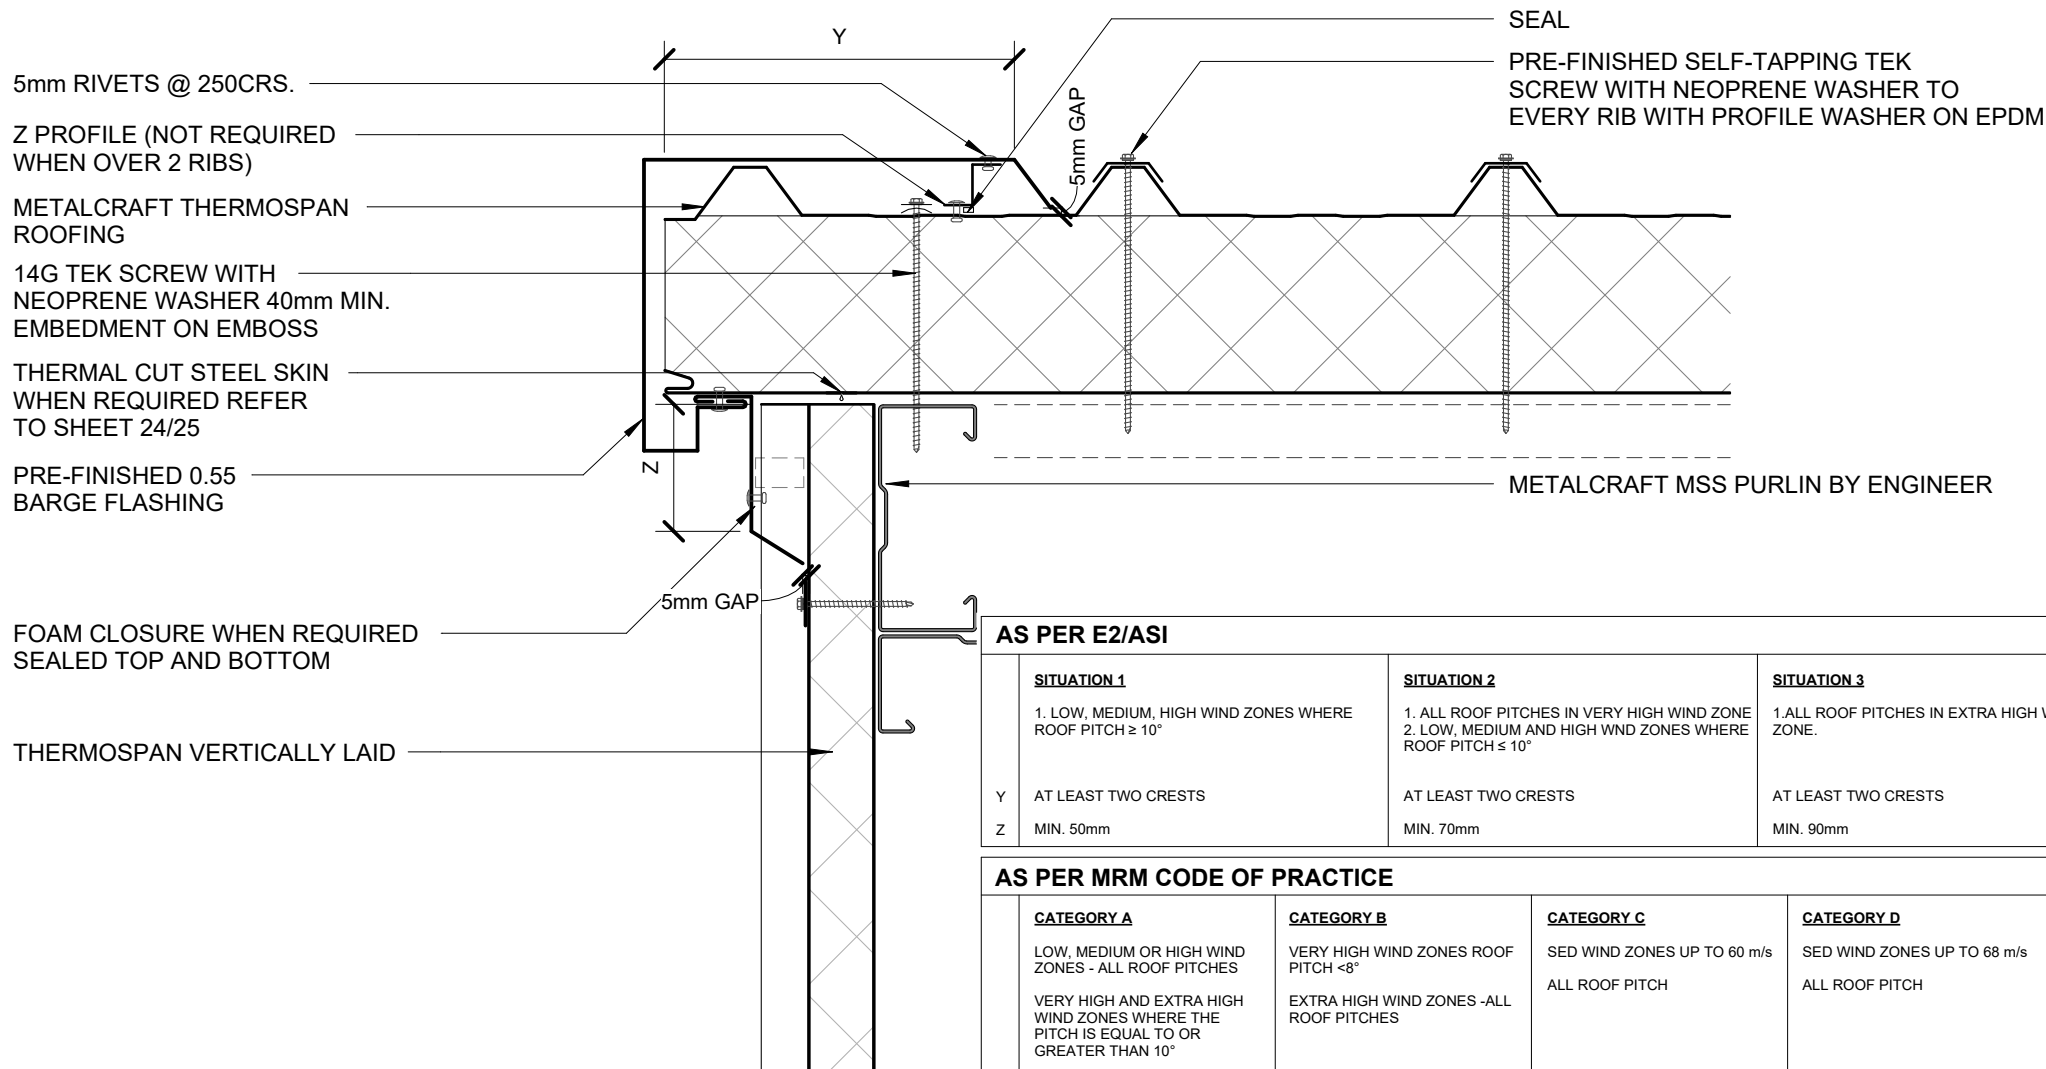 Y
SEAL
5mm RIVETS @ 250CRS.
PRE-FINISHED SELF-TAPPING TEK
SCREW WITH NEOPRENE WASHER TO
EVERY RIB WITH PROFILE WASHER ON EPDM
5mm GAP
Z PROFILE (NOT REQUIRED
WHEN OVER 2 RIBS)
METALCRAFT THERMOSPAN
ROOFING
14G TEK SCREW WITH
NEOPRENE WASHER 40mm MIN.
EMBEDMENT ON EMBOSS
THERMAL CUT STEEL SKIN
WHEN REQUIRED REFER
TO SHEET 24/25
Z
PRE-FINISHED 0.55
BARGE FLASHING
METALCRAFT MSS PURLIN BY ENGINEER
5mm GAP
FOAM CLOSURE WHEN REQUIRED
SEALED TOP AND BOTTOM
THERMOSPAN VERTICALLY LAID
AS PER E2/ASI
SITUATION 1
1. LOW, MEDIUM, HIGH WIND ZONES WHERE
ROOF PITCH ≥ 10°
SITUATION 2
1. ALL ROOF PITCHES IN VERY HIGH WIND ZONE
2. LOW, MEDIUM AND HIGH WND ZONES WHERE
ROOF PITCH ≤ 10°
SITUATION 3
1.ALL ROOF PITCHES IN EXTRA HIGH
ZONE.
Y AT LEAST TWO CRESTS AT LEAST TWO CRESTS AT LEAST TWO CRESTS
Z MIN. 50mm MIN. 70mm MIN. 90mm
AS PER MRM CODE OF PRACTICE
CATEGORY A
LOW, MEDIUM OR HIGH WIND
ZONES - ALL ROOF PITCHES
VERY HIGH AND EXTRA HIGH
WIND ZONES WHERE THE
PITCH IS EQUAL TO OR
GREATER THAN 10°
CATEGORY B
VERY HIGH WIND ZONES ROOF
PITCH <8°
EXTRA HIGH WIND ZONES -ALL
ROOF PITCHES
CATEGORY C
SED WIND ZONES UP TO 60 m/s
ALL ROOF PITCH
CATEGORY D
SED WIND ZONES UP TO 68 m/s
ALL ROOF PITCH